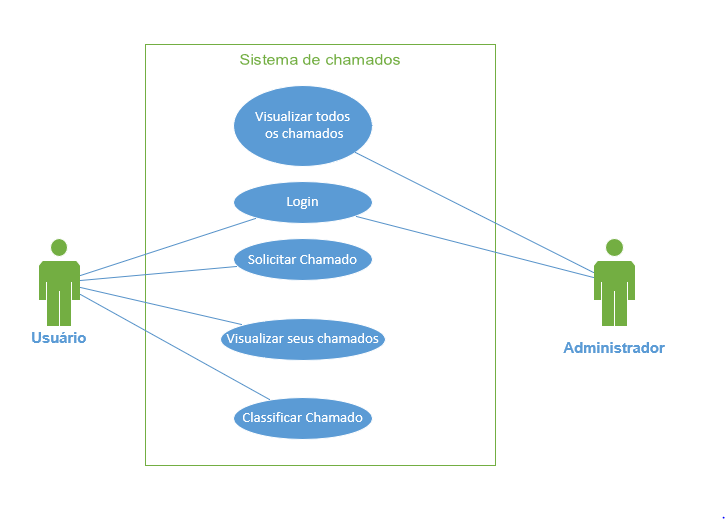 Sistema de chamados
Visualizar todos
os chamados
Login
Solicitar Chamado
Usuário
Visualizar seus chamados
Administrador
Classificar Chamado